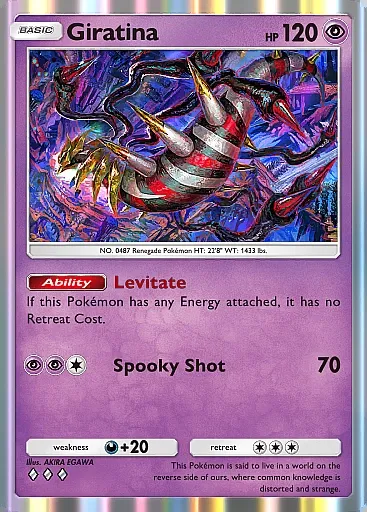 BASIC Giratina HP 120
NO. 0487 Renegade Pokémon HT: 22'8" WT: 1433 lbs.
Ability Levitate
If this Pokémon has any Energy attached, it has no
Retreat Cost.
Spooky Shot 70
weakness +20 retreat
Illus. AKIRA EGAWA
This Pokémon is said to live in a world on the
reverse side of ours, where common knowledge is
distorted and strange.